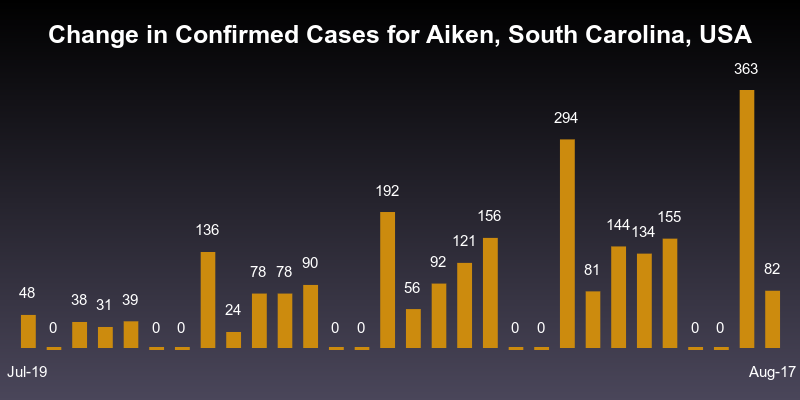 Change in Confirmed Cases for Aiken, South Carolina, USA
48 0 38 31 39 0 0 136 24 78 78 90 0 0 192 56 92 121 156 0 0 294 81 144 134 155 0 0 363 82
Jul-19 Aug-17